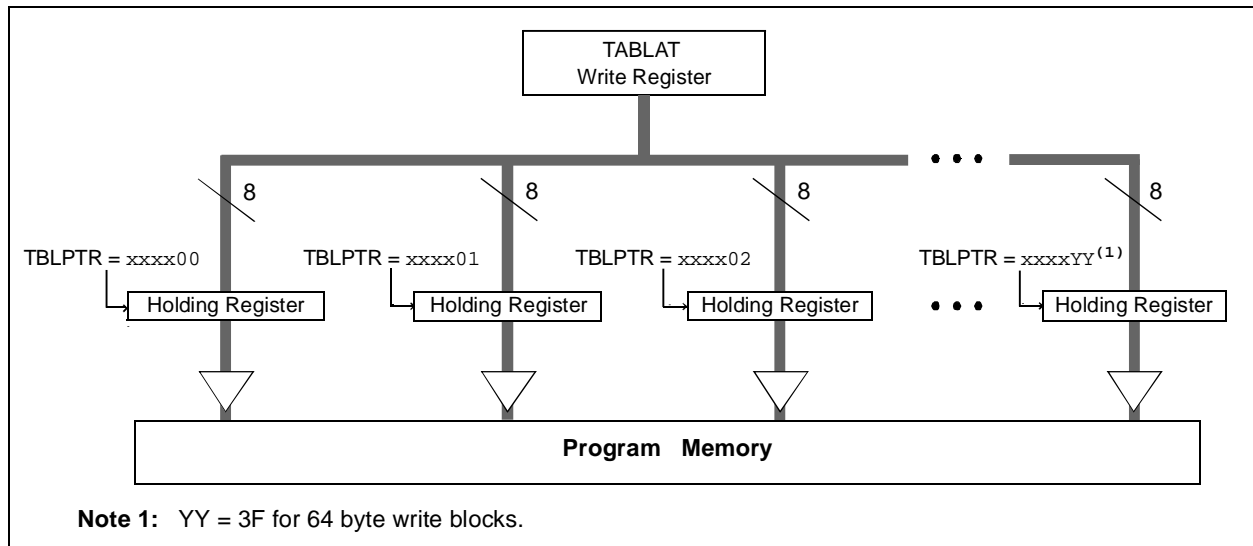 TABLAT
Write Register
8 8 8 8
TBLPTR = xxxx00 TBLPTR = xxxx01 TBLPTR = xxxx02 TBLPTR = xxxxYY(1)
Holding Register Holding Register Holding Register Holding Register
Program Memory
Note 1: YY = 3F for 64 byte write blocks.